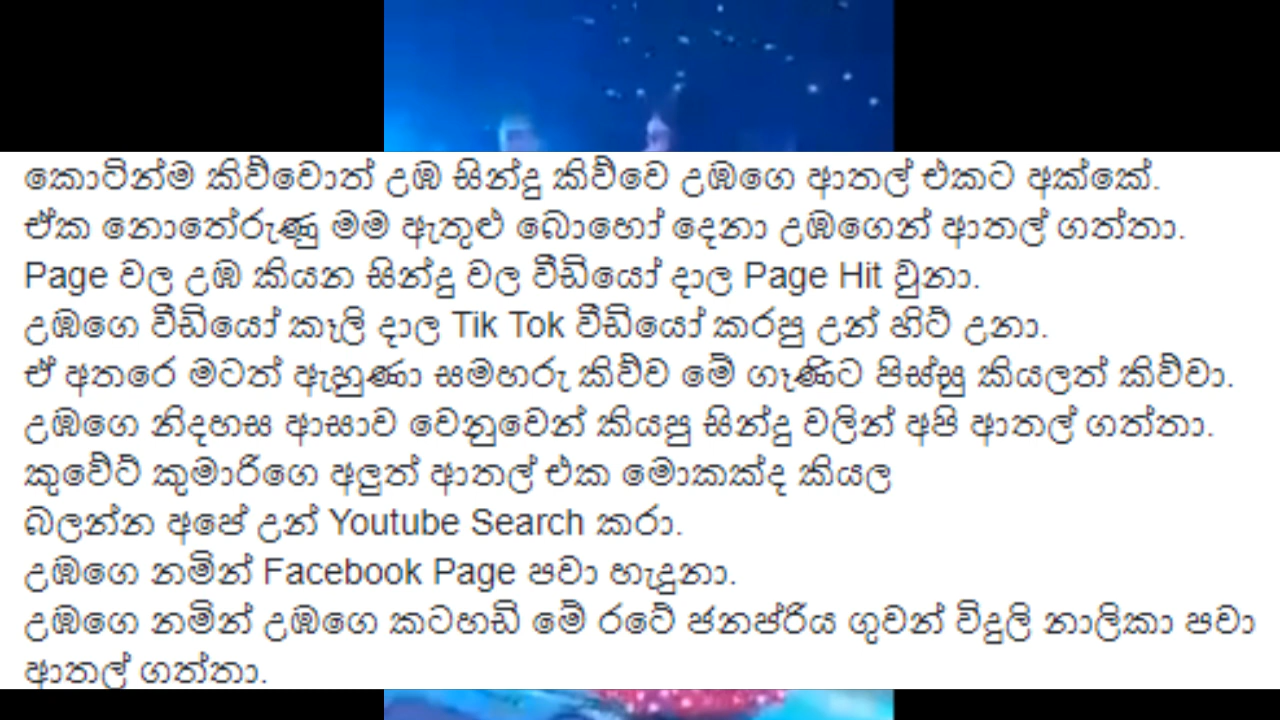 කොටින්ම කිව්වොත් උඹ සින්දු කිව්වෙ උඹගෙ ආතල් එකට අක්කේ.
ඒක නොතේරුණු මම ඇතුළු බොහෝ දෙනා උඹගෙන් ආතල් ගත්තා.
Page වල උඹ කියන සින්දු වල වීඩියෝ දාල Page Hit වුනා.
උඹගෙ වීඩියෝ කෑලි දාල Tik Tok වීඩියෝ කරපු උන් හිට් උනා.
ඒ අතරෙ මටත් ඇහුණා සමහරු කිව්ව මේ ගෑණිට පිස්සු කියලත් කිව්වා.
උඹගෙ නිදහස ආසාව වෙනුවෙන් කියපු සින්දු වලින් අපි ආතල් ගත්තා.
කුවේට් කුමාරිගෙ අලුත් ආතල් එක මොකක්ද කියල
බලන්න අපේ උන් Youtube Search කරා.
උඹගෙ නමින් Facebook Page පවා හැදුනා.
උඹගෙ නමින් උඹගෙ කටහඬ මේ රටේ ජනප්රිය ගුවන් විදුලි නාලිකා පවා
ආතල් ගත්තා.